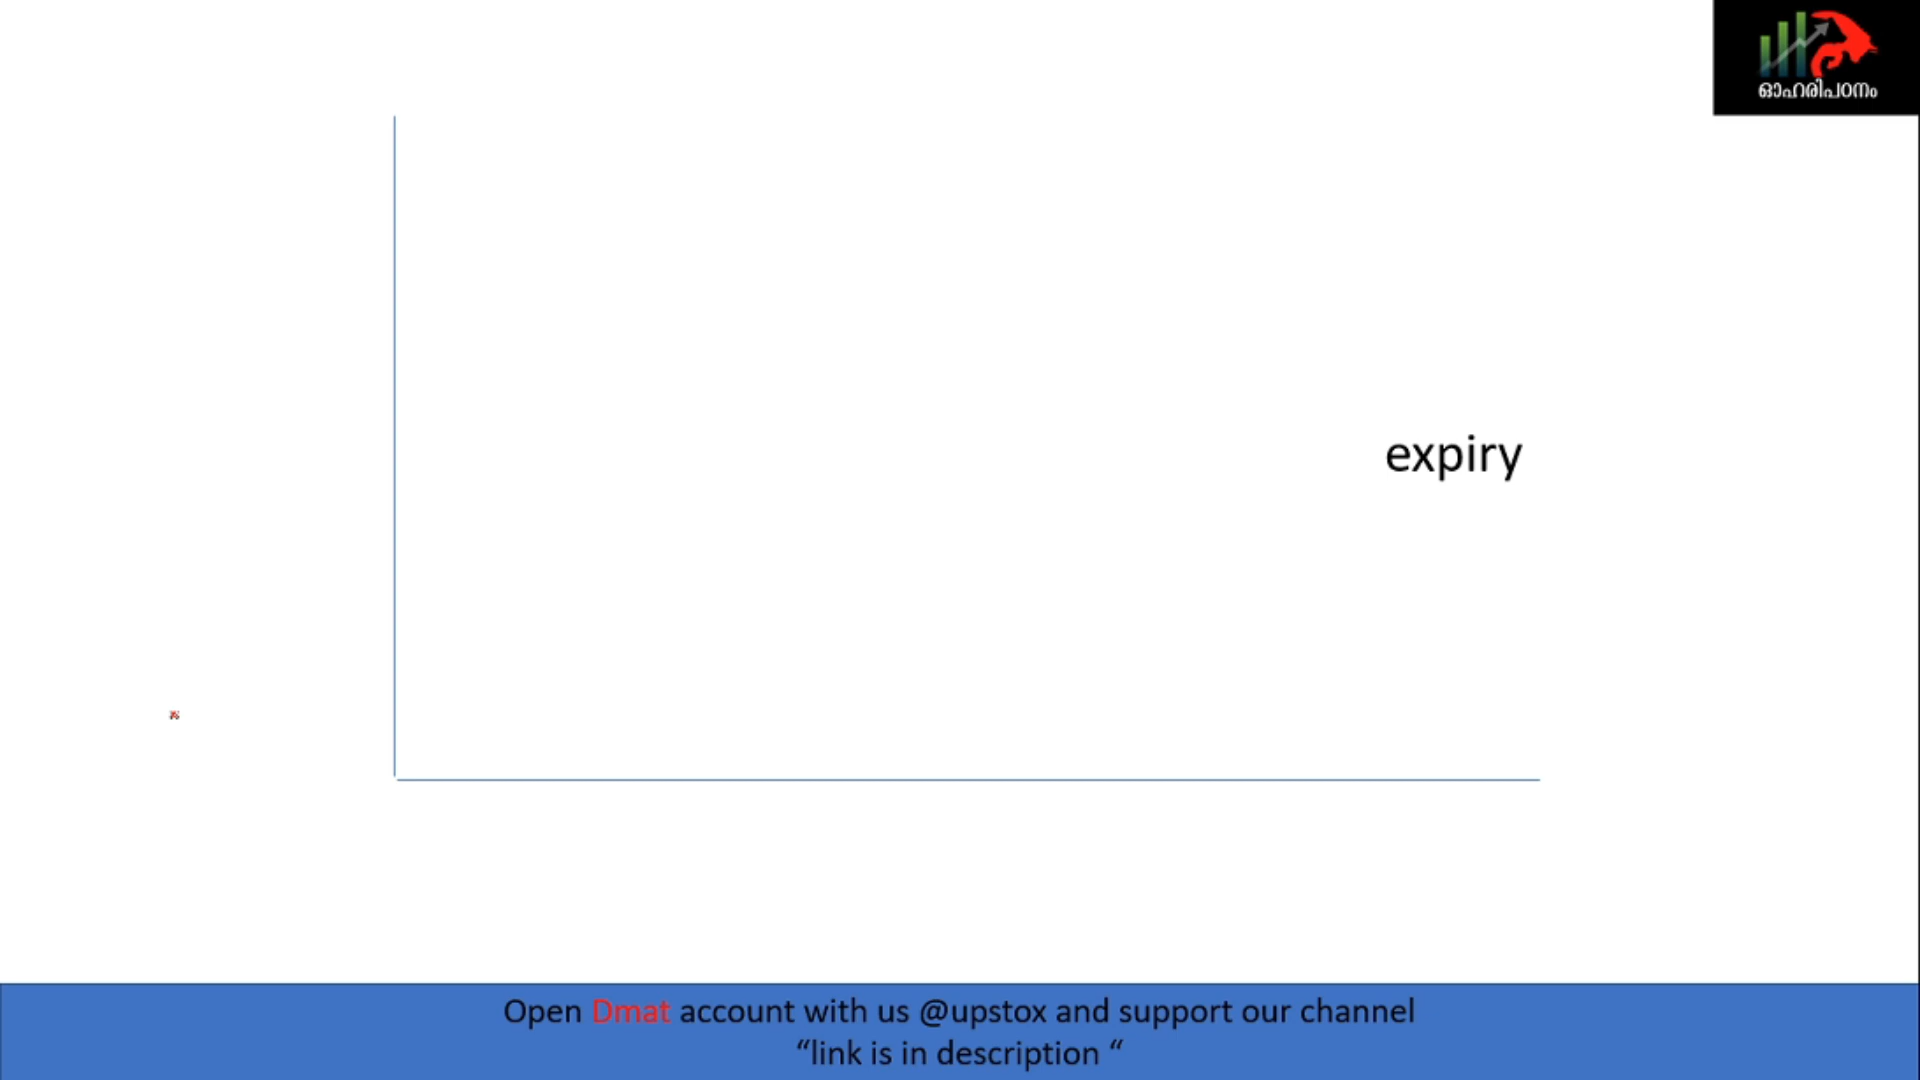 ഓഹരിപഠനം
expiry
Open Dmat account with us @upstox and support our channel
“link is in description “